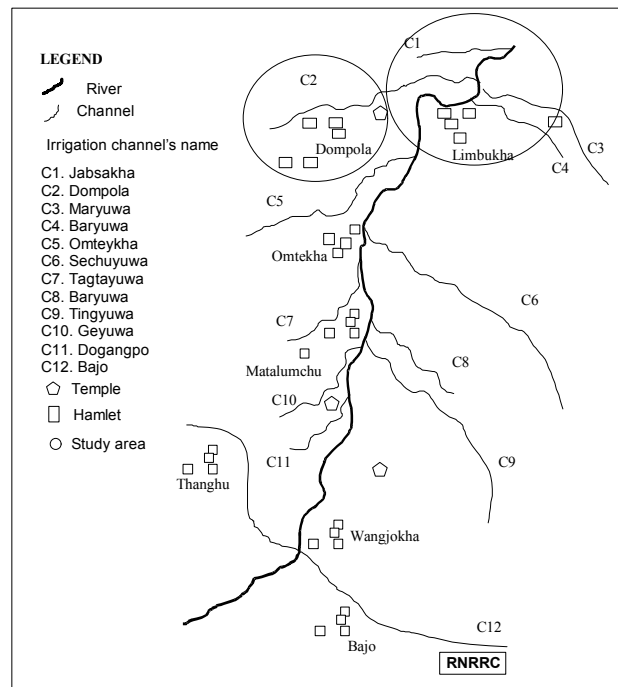 LEGEND
River
Channel
Irrigation channel's name
C1. Jabsakha
C2. Dompola
C3. Maryuwa
C4. Baryuwa
C5. Omteykha
C6. Sechuyuwa
C7. Tagtayuwa
C8. Baryuwa
C9. Tingyuwa
C10. Geyuwa
C11. Dogangpo
C12. Bajo
Temple
Hamlet
Study area
C1
C2
Dompola
Limbukha
C3
C4
C5
Omtekha
C6
C7
Matalumchu
C8
C10
C11
C9
Thanghu
Wangjokha
Bajo
C12
RNRRC